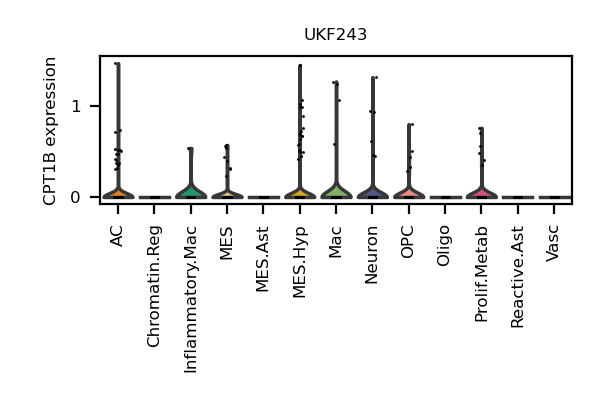 UKF243
CPT1B expression
1
0
AC
Chromatin.Reg
Inflammatory.Mac
MES
MES.Ast
MES.Hyp
Mac
Neuron
OPC
Oligo
Prolif.Metab
Reactive.Ast
Vasc